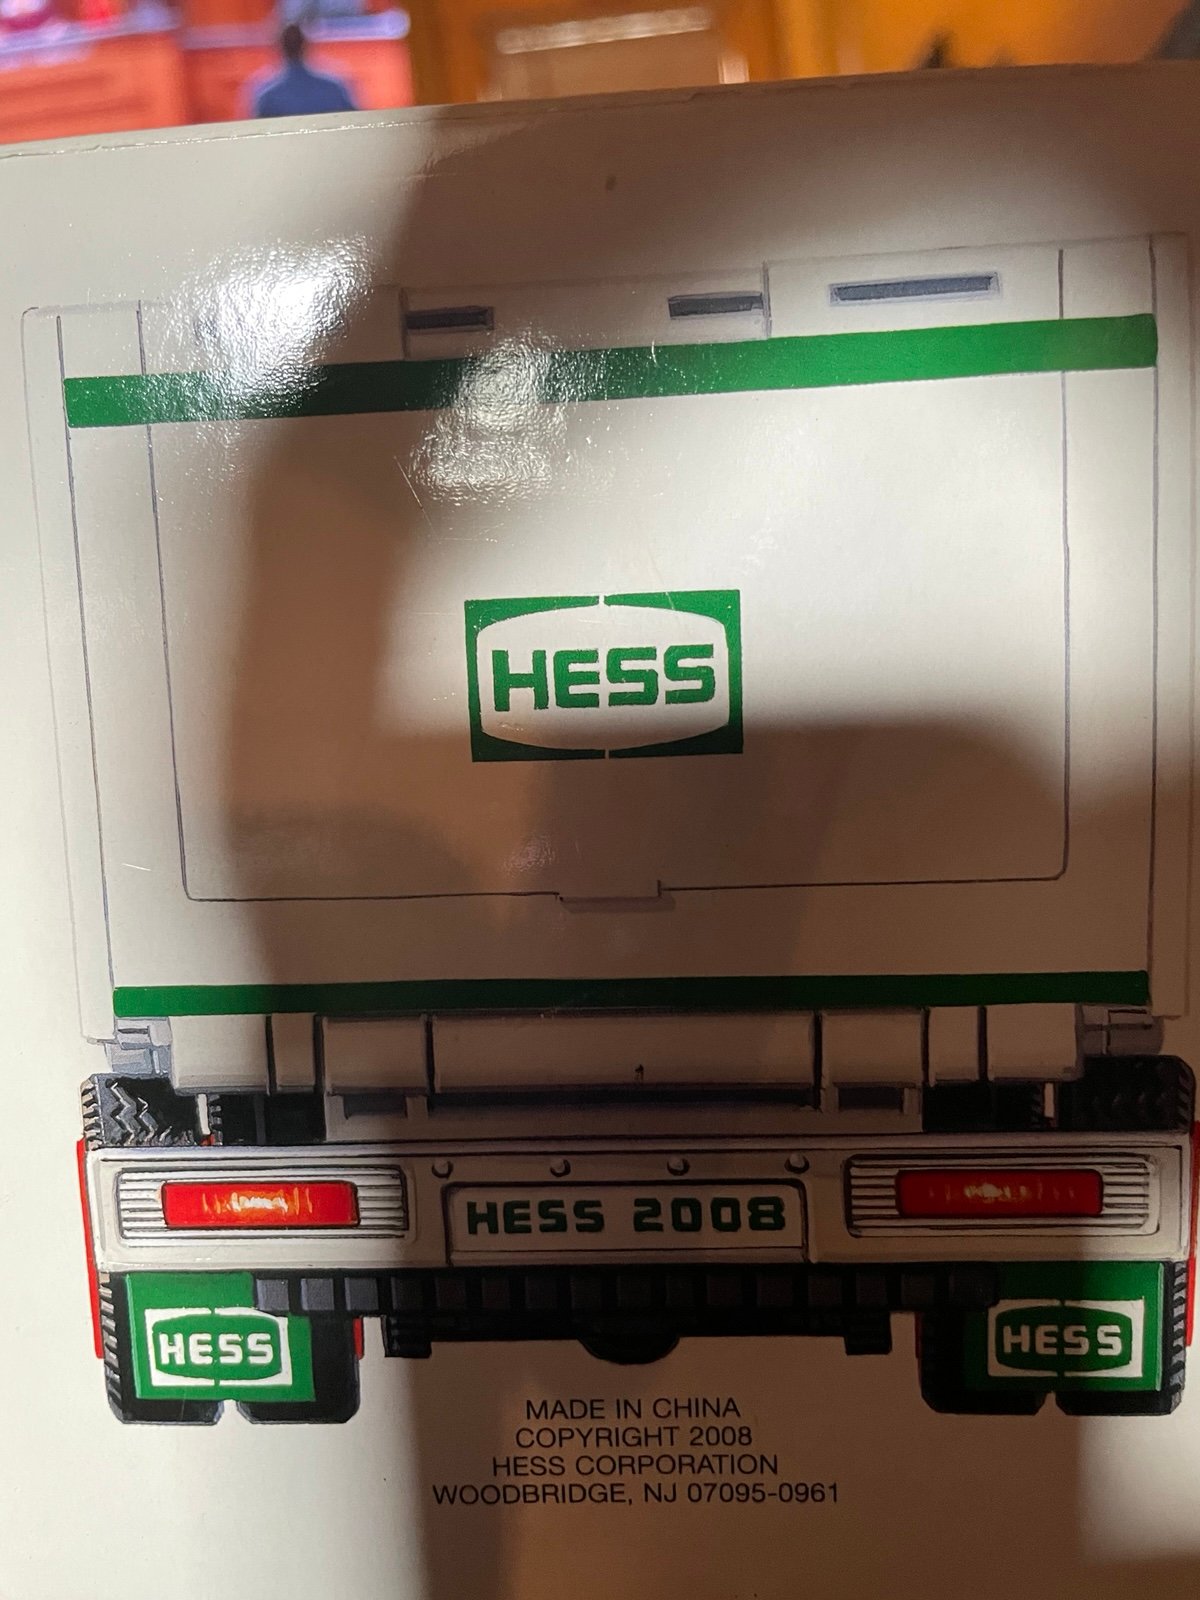 HESS
HESS 2008
HESS
HESS
MADE IN CHINA
COPYRIGHT 2008
HESS CORPORATION
WOODBRIDGE, NJ 07095-0961